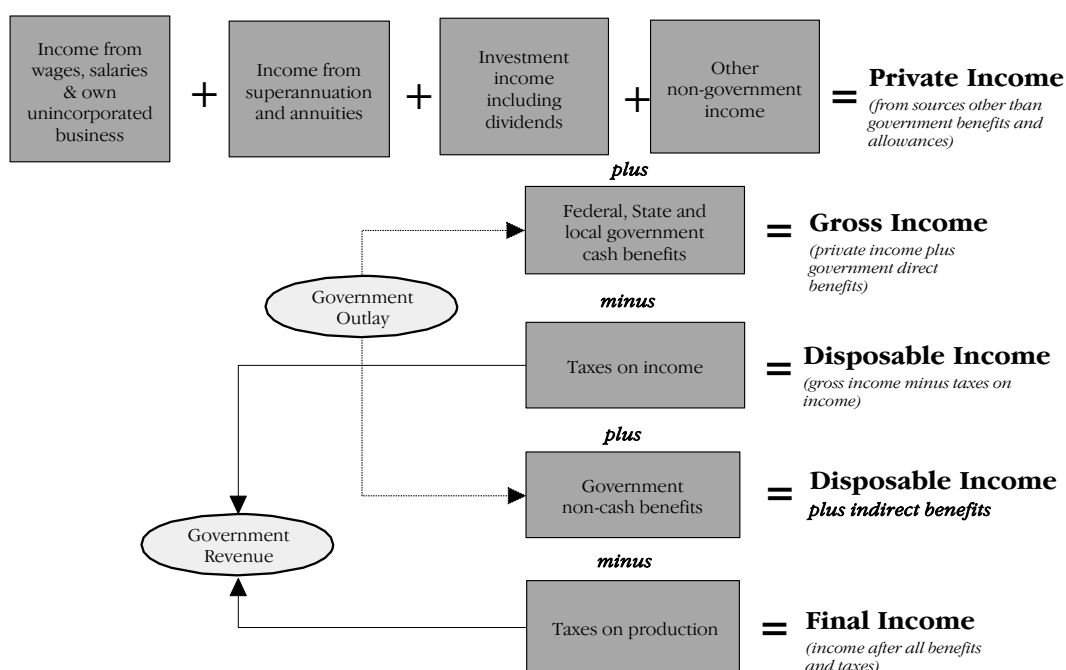 Income from
wages, salaries
& own
unincorporated
business
+
Income from
superannuation
and annuities
+
Investment
income
including
dividends
+
Other
non-government
income
=
Private Income
(from sources other than
government benefits and
allowances)
plus
Federal, State and
local government
cash benefits
=
Gross Income
(private income plus
government direct
benefits)
Government
Outlay
minus
Taxes on income
=
Disposable Income
(gross income minus taxes on
income)
plus
Government
non-cash benefits
=
Disposable Income
plus indirect benefits
Government
Revenue
minus
Taxes on production
=
Final Income
(income after all benefits
and taxes)